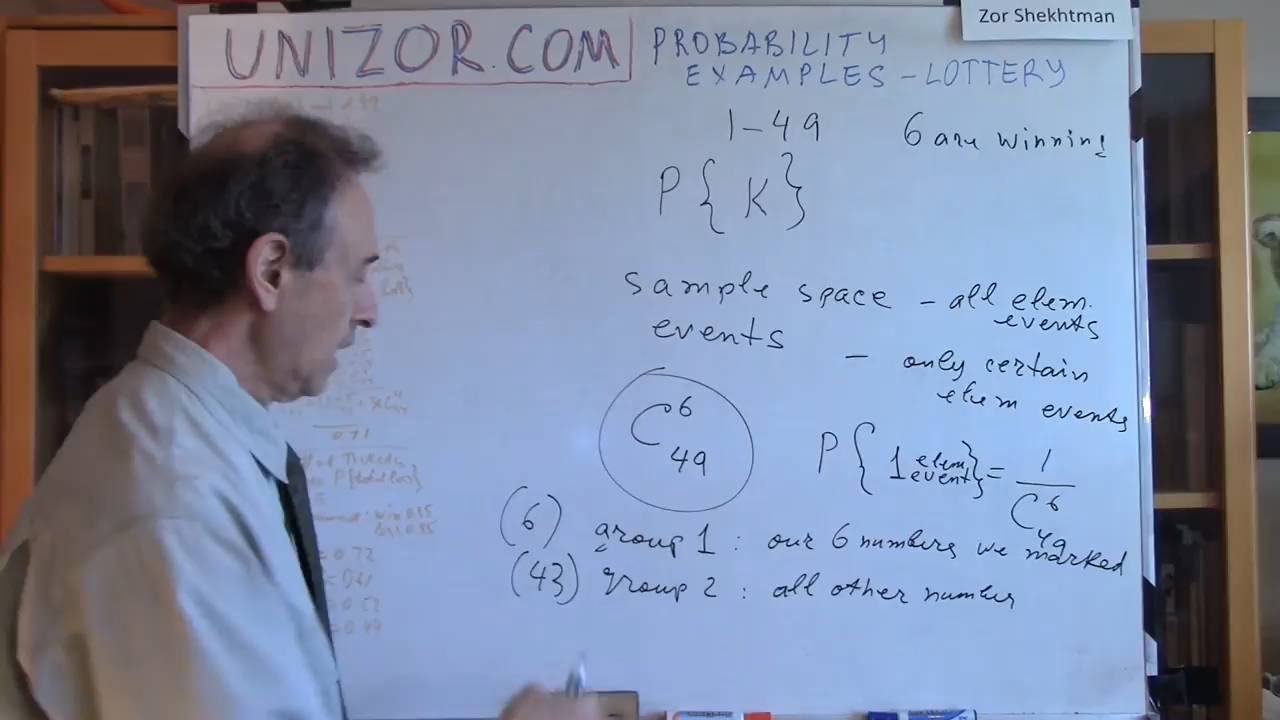 Zor Shekhtman
UNIZOR.COM
PROBABILITY
EXAMPLES - LOTTERY
1-49 6 are winning
P{K}
sample space - all elem.
events
events - only certain
elem events
C 6 49
P{1 elem event} = 1 / C 6 49
(6) group 1 : our 6 numbers we marked
(43) group 2 : all other number